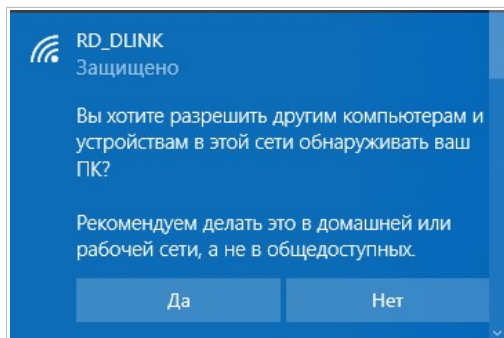 RD_DLINK
Защищено
Вы хотите разрешить другим компьютерам и
устройствам в этой сети обнаруживать ваш
ПК?
Рекомендуем делать это в домашней или
рабочей сети, а не в общедоступных.
Да
Нет